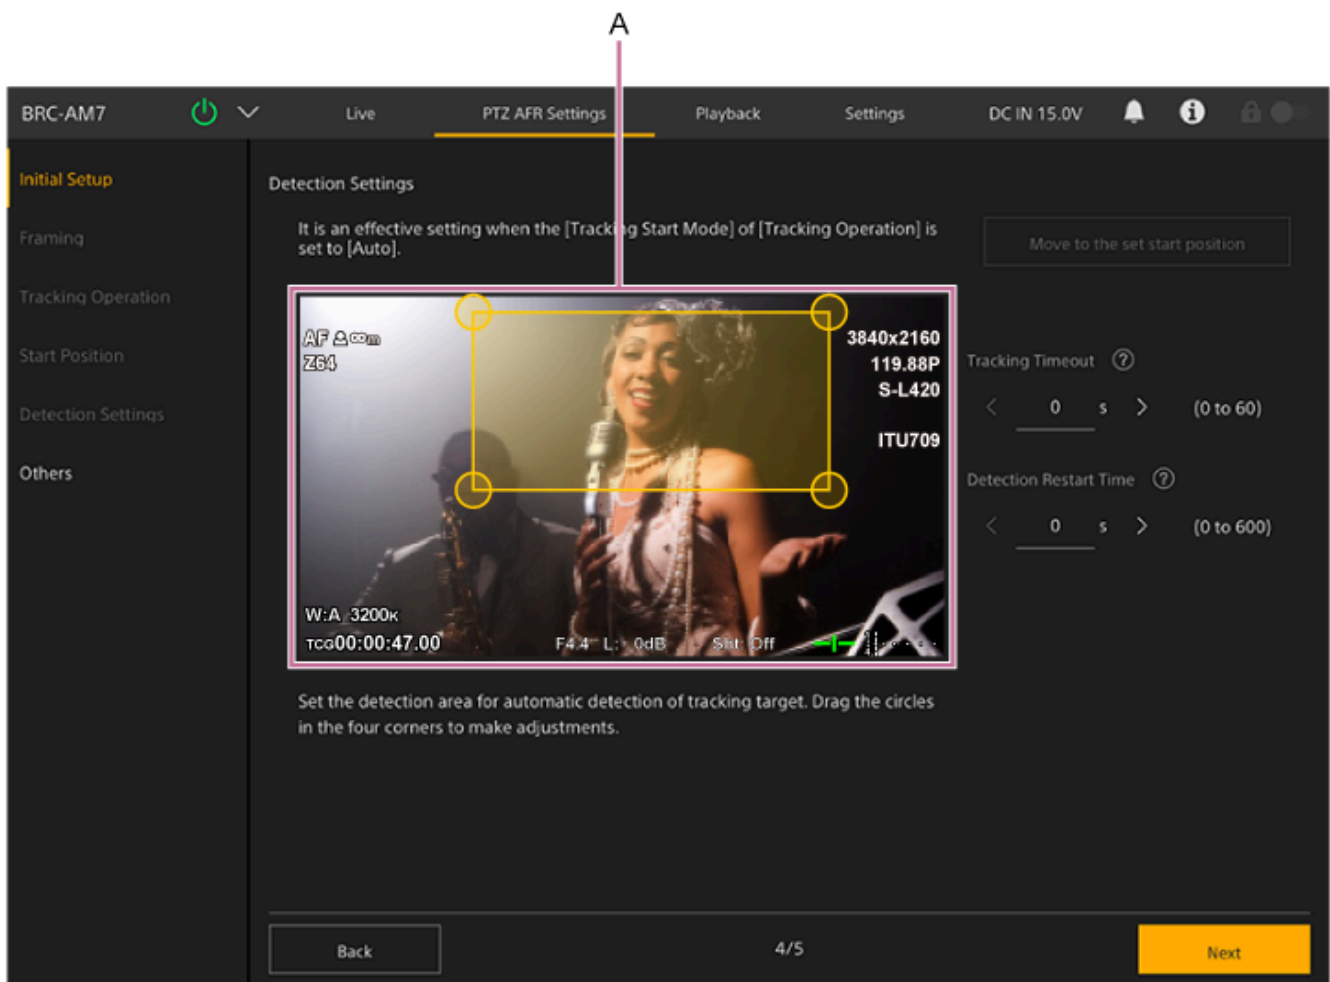 A
BRC-AM7 Live PTZ AFR Settings Playback Settings DC IN 15.0V
Initial Setup
Framing
Tracking Operation
Start Position
Detection Settings
Others
Detection Settings
It is an effective setting when the [Tracking Start Mode] of [Tracking Operation] is
set to [Auto].
Move to the set start position
AF ∞m
Z64
3840x2160
119.88P
S-L420
ITU709
W:A 3200K
TCG00:00:47.00 F4.4 L: 0dB Sht: Off
Tracking Timeout ?
< 0 s > (0 to 60)
Detection Restart Time ?
< 0 s > (0 to 600)
Set the detection area for automatic detection of tracking target. Drag the circles
in the four corners to make adjustments.
Back 4/5 Next